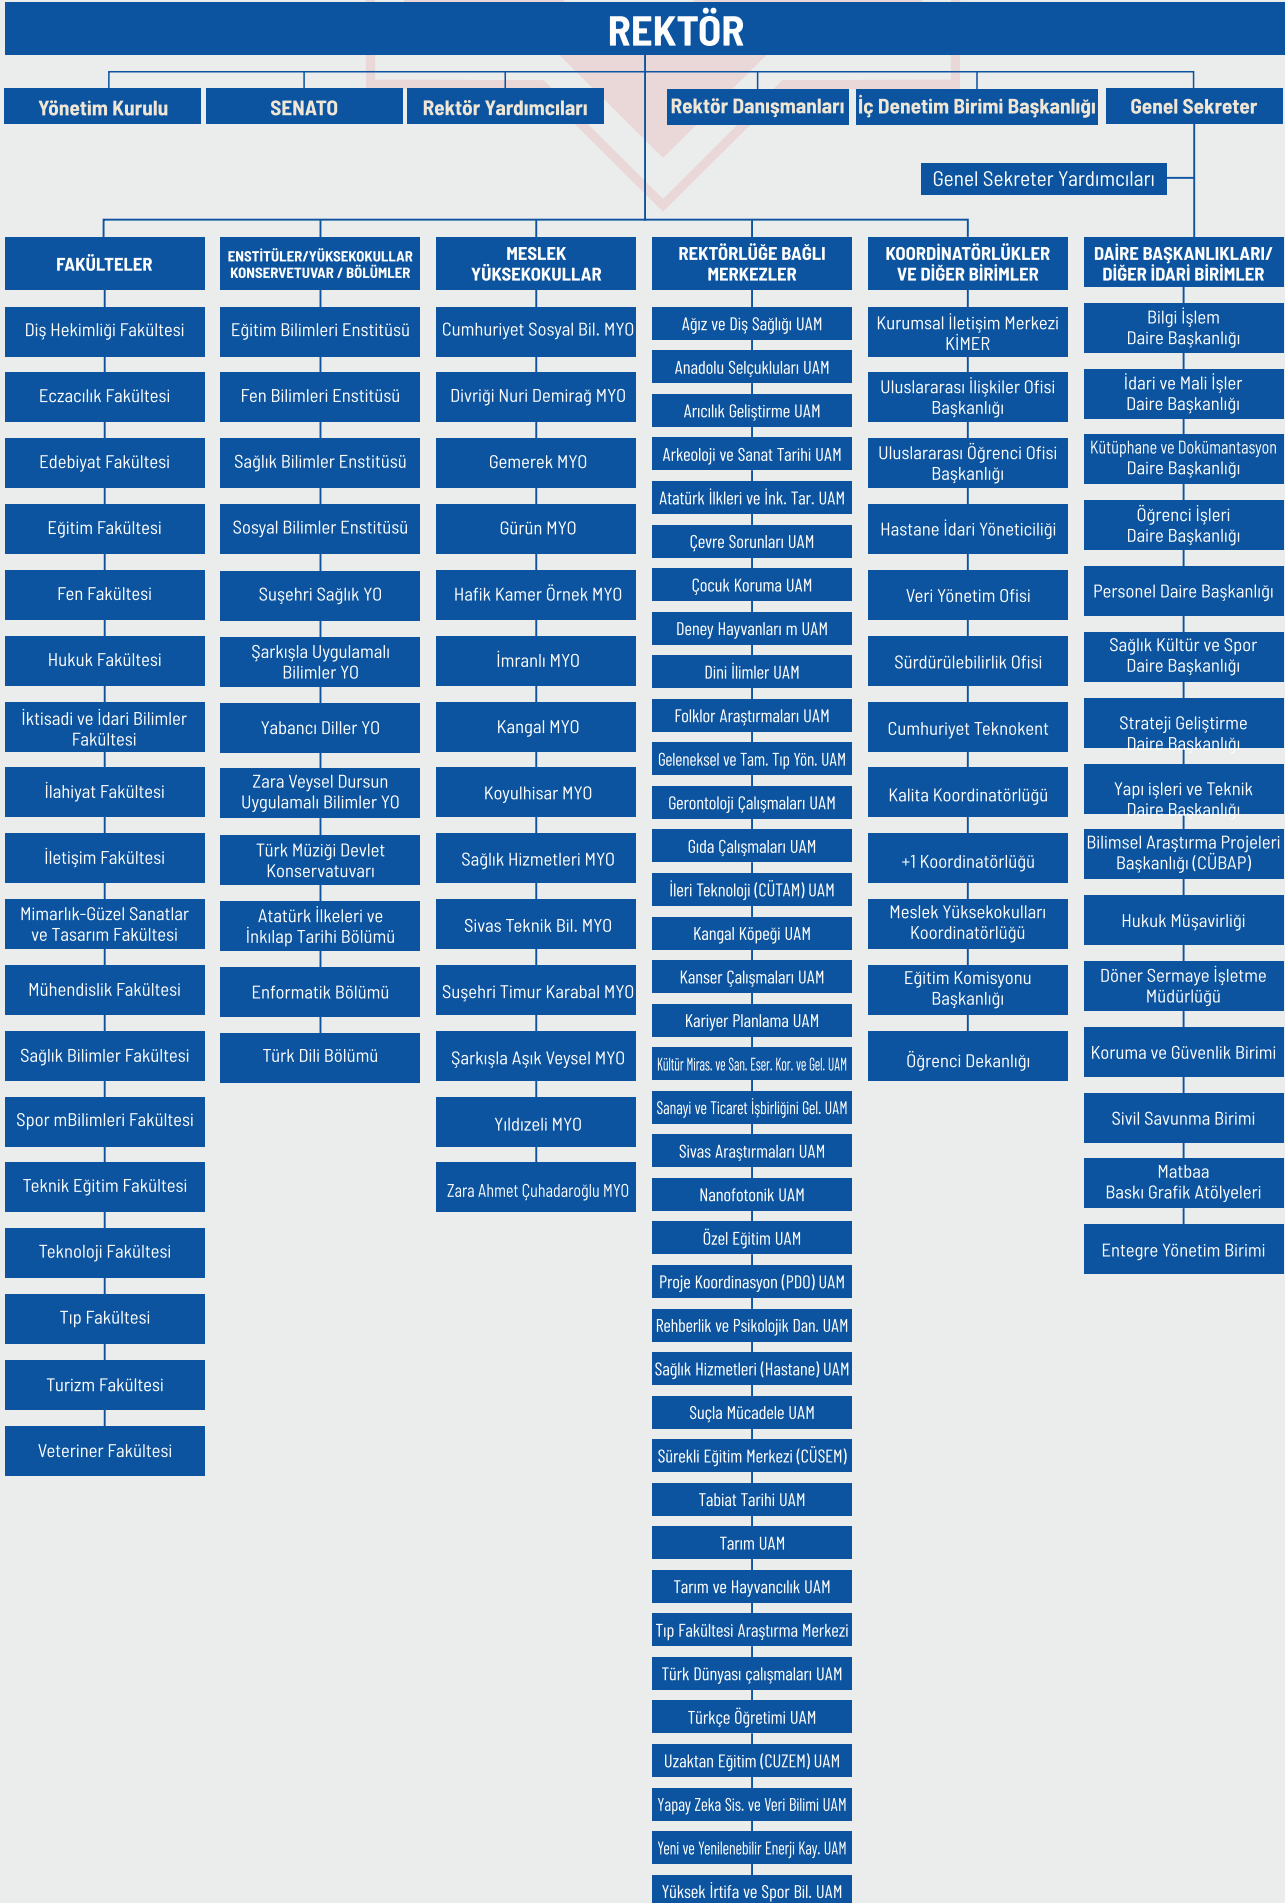 REKTÖR
Yönetim Kurulu
SENATO
Rektör Yardımcıları
Rektör Danışmanları
İç Denetim Birimi Başkanlığı
Genel Sekreter
Genel Sekreter Yardımcıları
FAKÜLTELER
Diş Hekimliği Fakültesi
Eczacılık Fakültesi
Edebiyat Fakültesi
Eğitim Fakültesi
Fen Fakültesi
Hukuk Fakültesi
İktisadi ve İdari Bilimler
Fakültesi
İlahiyat Fakültesi
İletişim Fakültesi
Mimarlık-Güzel Sanatlar
ve Tasarım Fakültesi
Mühendislik Fakültesi
Sağlık Bilimler Fakültesi
Spor mBilimleri Fakültesi
Teknik Eğitim Fakültesi
Teknoloji Fakültesi
Tıp Fakültesi
Turizm Fakültesi
Veteriner Fakültesi
ENSTİTÜLER/YÜKSEKOKULLAR
KONSERVETUVAR / BÖLÜMLER
Eğitim Bilimleri Enstitüsü
Fen Bilimleri Enstitüsü
Sağlık Bilimler Enstitüsü
Sosyal Bilimler Enstitüsü
Suşehri Sağlık YO
Şarkışla Uygulamalı
Bilimler YO
Yabancı Diller YO
Zara Veysel Dursun
Uygulamalı Bilimler YO
Türk Müziği Devlet
Konservatuvarı
Atatürk İlkeleri ve
İnkılap Tarihi Bölümü
Enformatik Bölümü
Türk Dili Bölümü
MESLEK
YÜKSEKOKULLAR
Cumhuriyet Sosyal Bil. MYO
Divriği Nuri Demirağ MYO
Gemerek MYO
Gürün MYO
Hafik Kamer Örnek MYO
İmranlı MYO
Kangal MYO
Koyulhisar MYO
Sağlık Hizmetleri MYO
Sivas Teknik Bil. MYO
Suşehri Timur Karabal MYO
Şarkışla Aşık Veysel MYO
Yıldızeli MYO
Zara Ahmet Çuhadaroğlu MYO
REKTÖRLÜĞE BAĞLI
MERKEZLER
Ağız ve Diş Sağlığı UAM
Anadolu Selçukluları UAM
Arıcılık Geliştirme UAM
Arkeoloji ve Sanat Tarihi UAM
Atatürk İlkleri ve İnk. Tar. UAM
Çevre Sorunları UAM
Çocuk Koruma UAM
Deney Hayvanları m UAM
Dini İlimler UAM
Folklor Araştırmaları UAM
Geleneksel ve Tam. Tıp Yön. UAM
Gerontoloji Çalışmaları UAM
Gıda Çalışmaları UAM
İleri Teknoloji (CÜTAM) UAM
Kangal Köpeği UAM
Kanser Çalışmaları UAM
Kariyer Planlama UAM
Kültür Miras. ve San. Eser. Kor. ve Gel. UAM
Sanayi ve Ticaret İşbirliğini Gel. UAM
Sivas Araştırmaları UAM
Nanofotonik UAM
Özel Eğitim UAM
Proje Koordinasyon (PDO) UAM
Rehberlik ve Psikolojik Dan. UAM
Sağlık Hizmetleri (Hastane) UAM
Suçla Mücadele UAM
Sürekli Eğitim Merkezi (CÜSEM)
Tabiat Tarihi UAM
Tarım UAM
Tarım ve Hayvancılık UAM
Tıp Fakültesi Araştırma Merkezi
Türk Dünyası çalışmaları UAM
Türkçe Öğretimi UAM
Uzaktan Eğitim (CUZEM) UAM
Yapay Zeka Sis. ve Veri Bilimi UAM
Yeni ve Yenilenebilir Enerji Kay. UAM
Yüksek İrtifa ve Spor Bil. UAM
KOORDİNATÖRLÜKLER
VE DİĞER BİRİMLER
Kurumsal İletişim Merkezi
KİMER
Uluslararası İlişkiler Ofisi
Başkanlığı
Uluslararası Öğrenci Ofisi
Başkanlığı
Hastane İdari Yöneticiliği
Veri Yönetim Ofisi
Sürdürülebilirlik Ofisi
Cumhuriyet Teknokent
Kalita Koordinatörlüğü
+1 Koordinatörlüğü
Meslek Yüksekokulları
Koordinatörlüğü
Eğitim Komisyonu
Başkanlığı
Öğrenci Dekanlığı
DAİRE BAŞKANLIKLARI/
DİĞER İDARİ BİRİMLER
Bilgi İşlem
Daire Başkanlığı
İdari ve Mali İşler
Daire Başkanlığı
Kütüphane ve Dokümantasyon
Daire Başkanlığı
Öğrenci İşleri
Daire Başkanlığı
Personel Daire Başkanlığı
Sağlık Kültür ve Spor
Daire Başkanlığı
Strateji Geliştirme
Daire Başkanlığı
Yapı işleri ve Teknik
Daire Başkanlığı
Bilimsel Araştırma Projeleri
Başkanlığı (CÜBAP)
Hukuk Müşavirliği
Döner Sermaye İşletme
Müdürlüğü
Koruma ve Güvenlik Birimi
Sivil Savunma Birimi
Matbaa
Baskı Grafik Atölyeleri
Entegre Yönetim Birimi